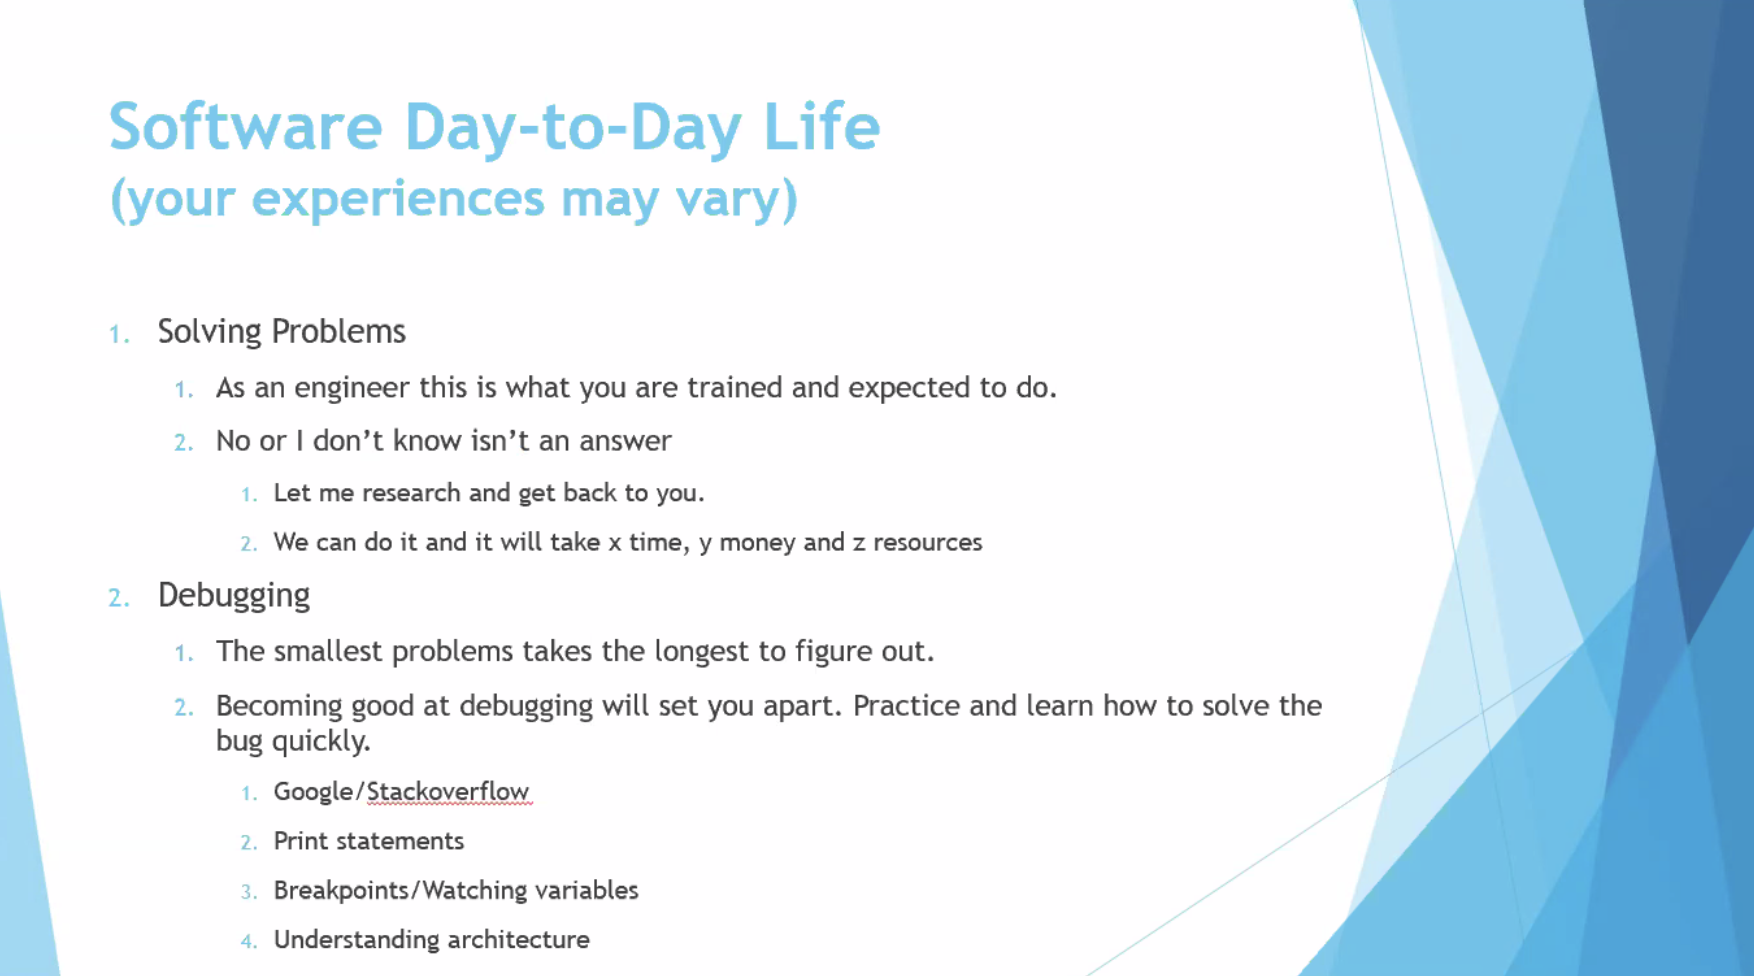 Software Day-to-Day Life
(your experiences may vary)
1. Solving Problems
1. As an engineer this is what you are trained and expected to do.
2. No or I don’t know isn’t an answer
1. Let me research and get back to you.
2. We can do it and it will take x time, y money and z resources
2. Debugging
1. The smallest problems takes the longest to figure out.
2. Becoming good at debugging will set you apart. Practice and learn how to solve the
bug quickly.
1. Google/Stackoverflow
2. Print statements
3. Breakpoints/Watching variables
4. Understanding architecture